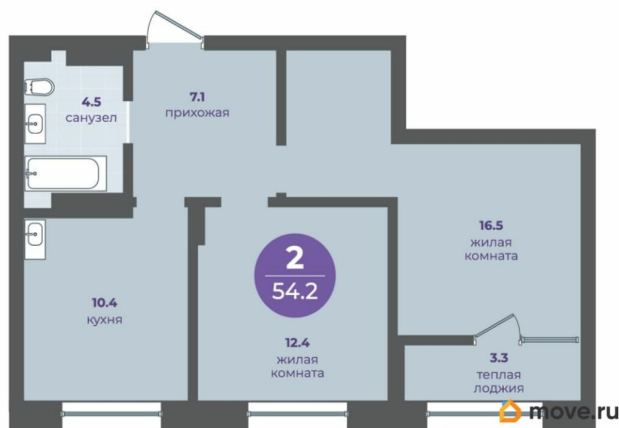 4.5
санузел
7.1
прихожая
16.5
жилая
комната
2
54.2
10.4
кухня
12.4
жилая
комната
3.3
теплая
лоджия
move.ru